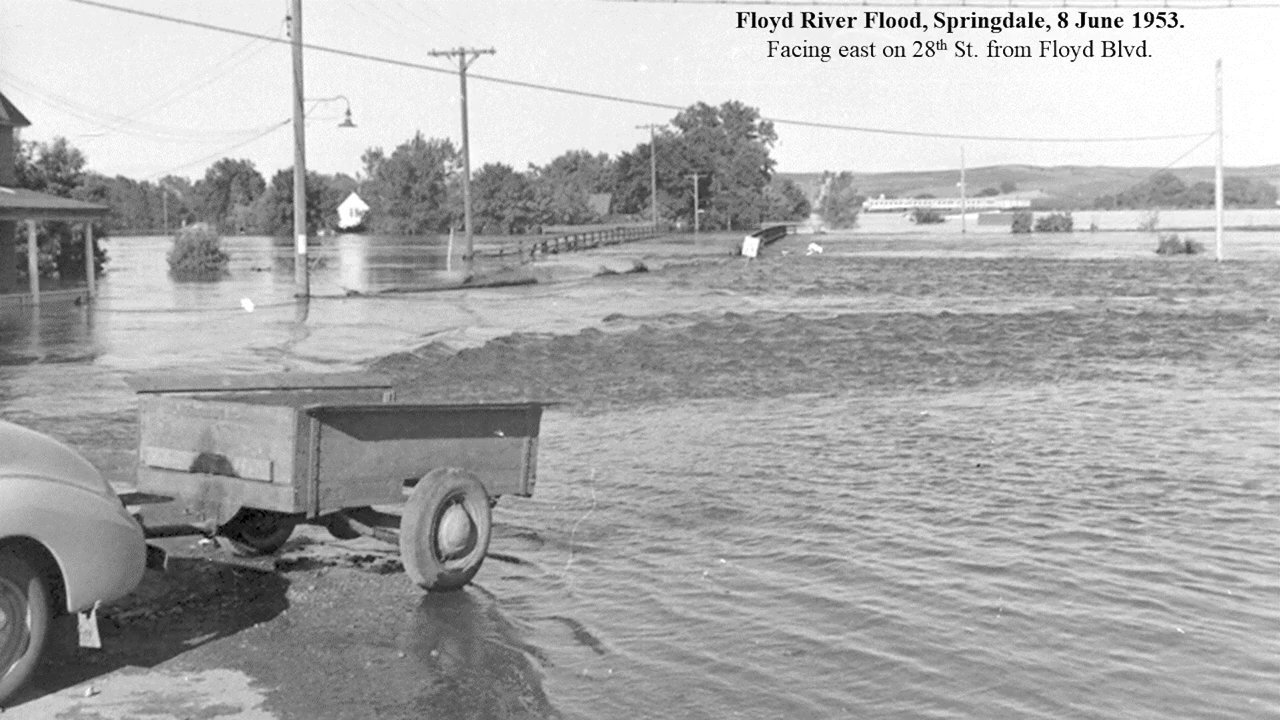 Floyd River Flood, Springdale, 8 June 1953.
Facing east on 28th St. from Floyd Blvd.